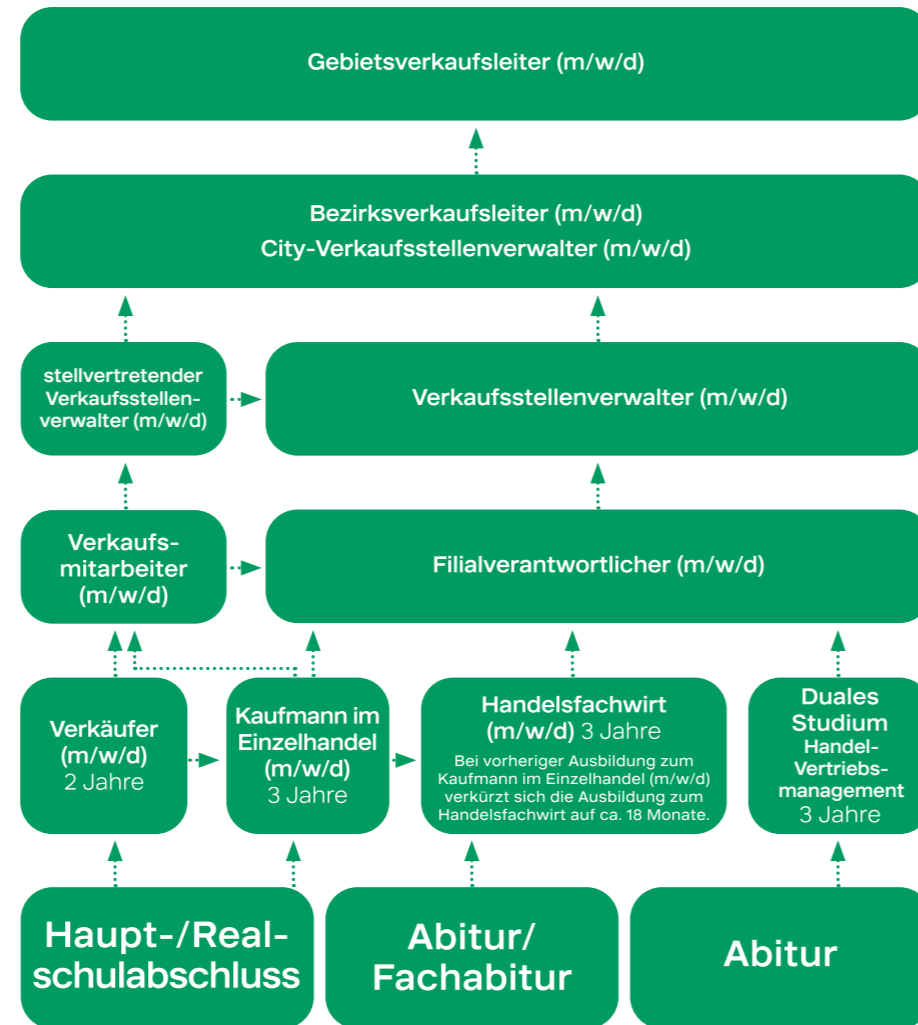 Gebietsverkaufsleiter (m/w/d)
Bezirksverkaufsleiter (m/w/d)
City-Verkaufsstellenverwalter (m/w/d)
stellvertretender
Verkaufsstellen-
verwalter (m/w/d)
Verkaufsstellenverwalter (m/w/d)
Verkaufs-
mitarbeiter
(m/w/d)
Filialverantwortlicher (m/w/d)
Verkäufer
(m/w/d)
2 Jahre
Kaufmann im
Einzelhandel
(m/w/d)
3 Jahre
Handelsfachwirt
(m/w/d) 3 Jahre
Bei vorheriger Ausbildung zum
Kaufmann im Einzelhandel (m/w/d)
verkürzt sich die Ausbildung zum
Handelsfachwirt auf ca. 18 Monate.
Duales
Studium
Handel-
Vertriebs-
management
3 Jahre
Haupt-/Real-
schulabschluss
Abitur/
Fachabitur
Abitur